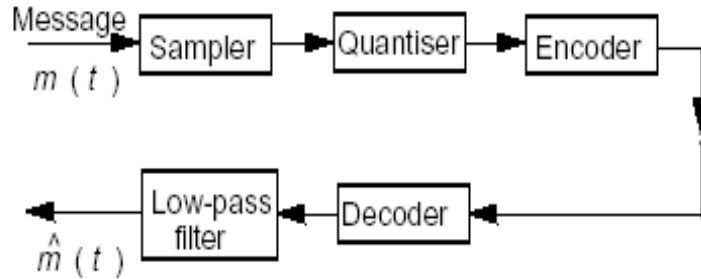 Message
m ( t )
Sampler
Quantiser
Encoder
Low-pass
filter
Decoder
m̂ ( t )